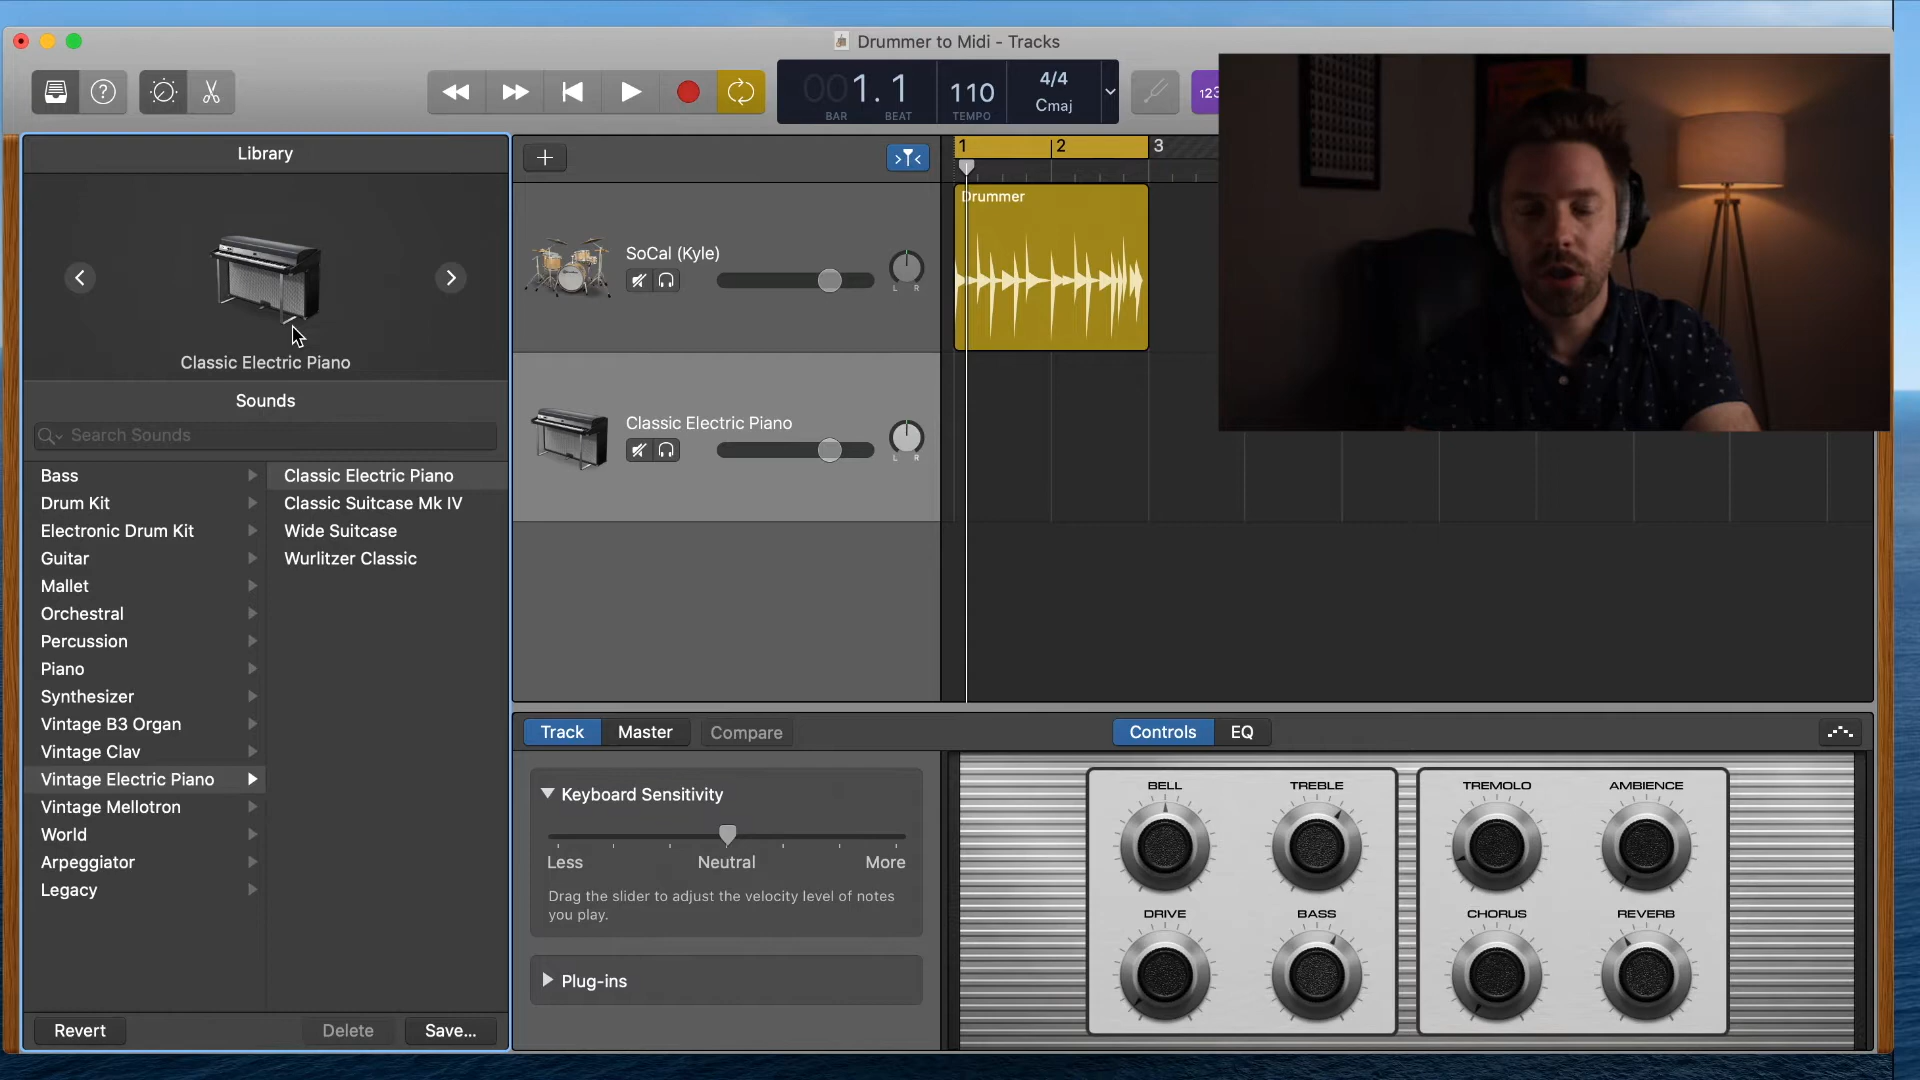 Drummer to Midi - Tracks
001. 1
BAR BEAT
110
TEMPO
4/4
Cmaj
123
Library
Classic Electric Piano
Sounds
Search Sounds
Bass
Drum Kit
Electronic Drum Kit
Guitar
Mallet
Orchestral
Percussion
Piano
Synthesizer
Vintage B3 Organ
Vintage Clav
Vintage Electric Piano
Vintage Mellotron
World
Arpeggiator
Legacy
Classic Electric Piano
Classic Suitcase Mk IV
Wide Suitcase
Wurlitzer Classic
Revert
Delete
Save...
1
2
3
Drummer
SoCal (Kyle)
L R
Classic Electric Piano
L R
Track
Master
Compare
Controls
EQ
Keyboard Sensitivity
Less
Neutral
More
Drag the slider to adjust the velocity level of notes
you play.
Plug-ins
BELL
TREBLE
TREMOLO
AMBIENCE
DRIVE
BASS
CHORUS
REVERB